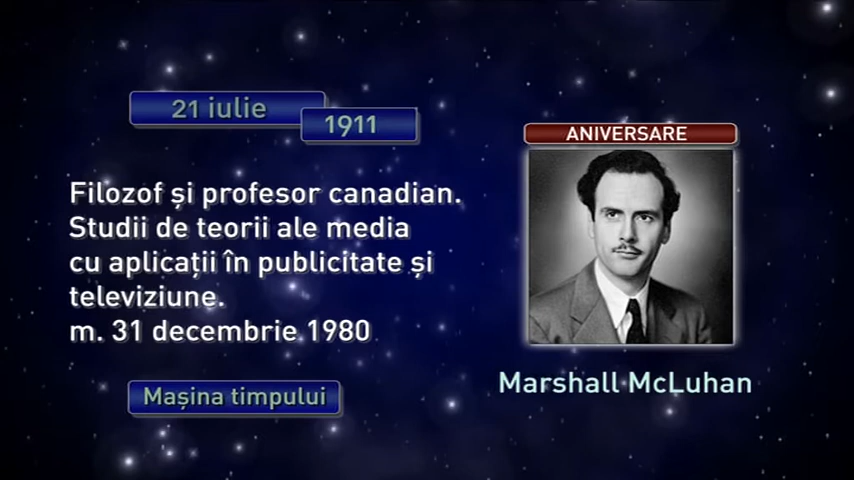 21 iulie
1911
Filozof și profesor canadian.
Studii de teorii ale media
cu aplicații în publicitate și
televiziune.
m. 31 decembrie 1980
Mașina timpului
ANIVERSARE
Marshall McLuhan